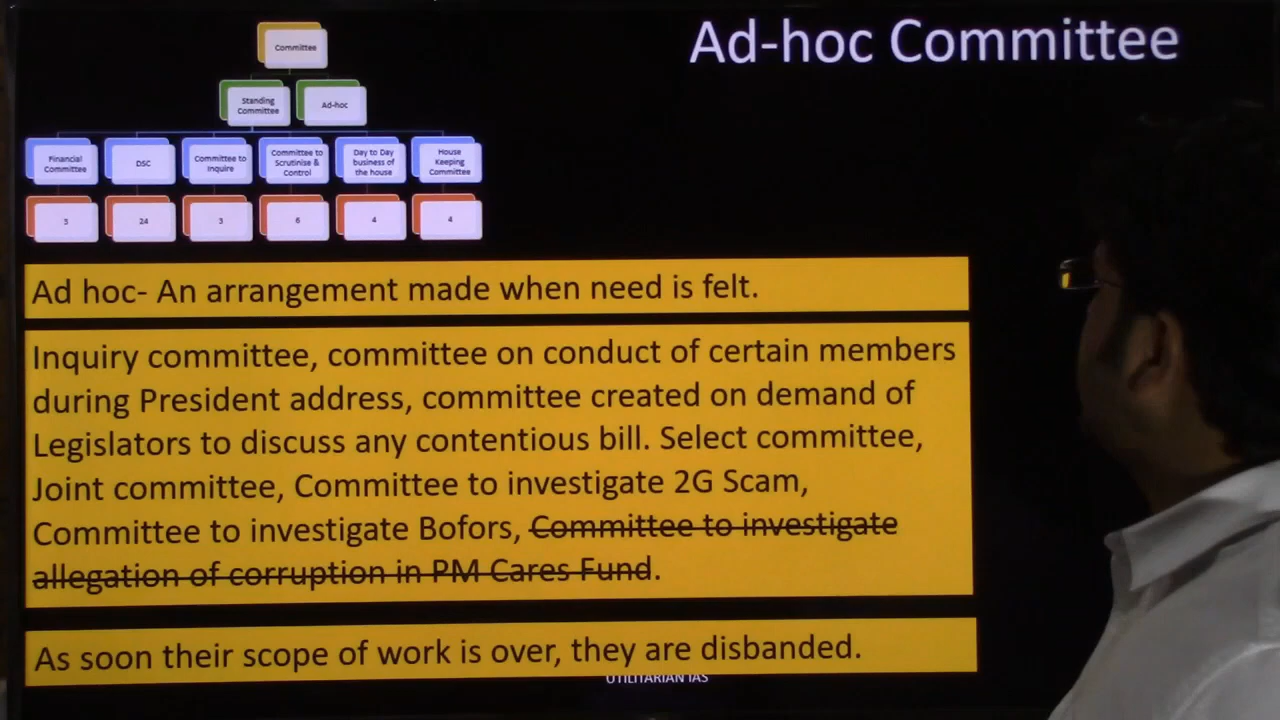 Ad-hoc Committee
Committee
Standing
Committee
Ad-hoc
Financial
Committee
DSC
Committee to
Inquire
Committee to
Scrutinise &
Control
Day to Day
business of
the house
House
Keeping
Committee
3
24
3
6
4
4
Ad hoc- An arrangement made when need is felt.
Inquiry committee, committee on conduct of certain members
during President address, committee created on demand of
Legislators to discuss any contentious bill. Select committee,
Joint committee, Committee to investigate 2G Scam,
Committee to investigate Bofors, Committee to investigate
allegation of corruption in PM Cares Fund.
As soon their scope of work is over, they are disbanded.
UTILITARIAN IAS